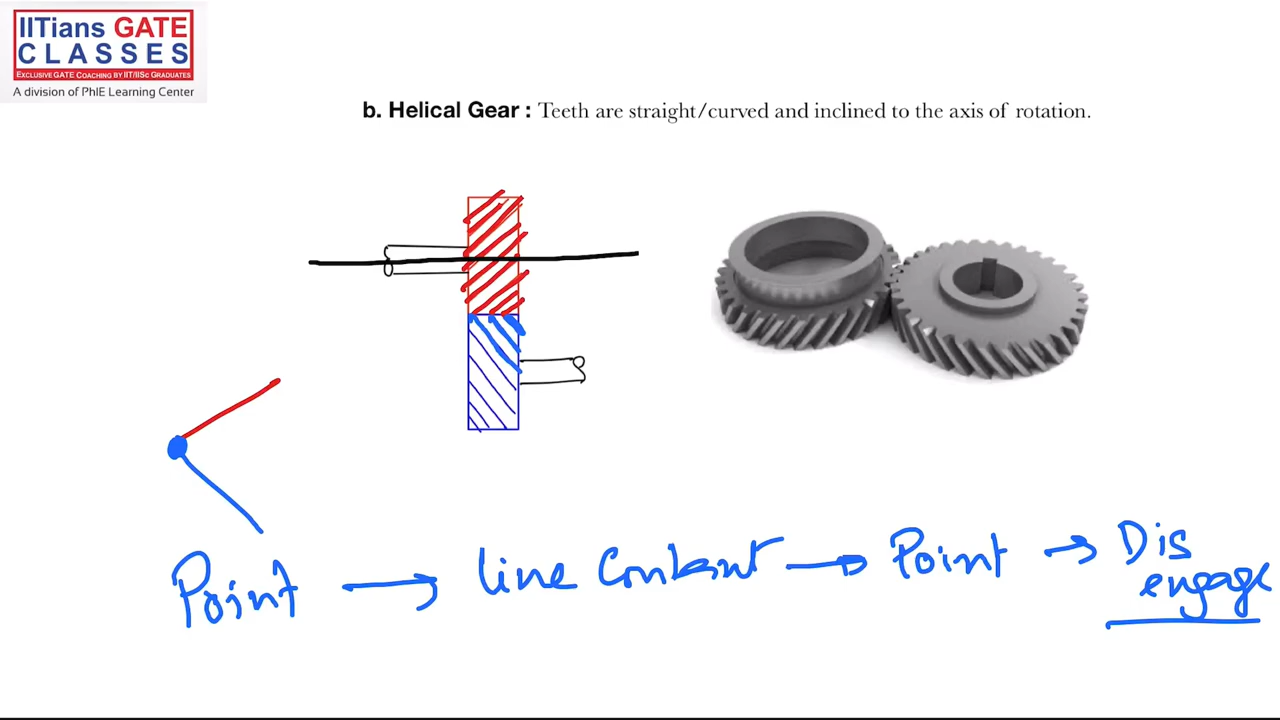 IITians GATE
CLASSES
EXCLUSIVE GATE COACHING BY IIT/IISc GRADUATES
A division of PhIE Learning Center
b. Helical Gear : Teeth are straight/curved and inclined to the axis of rotation.
Point → line Contant → Point → Dis
engage